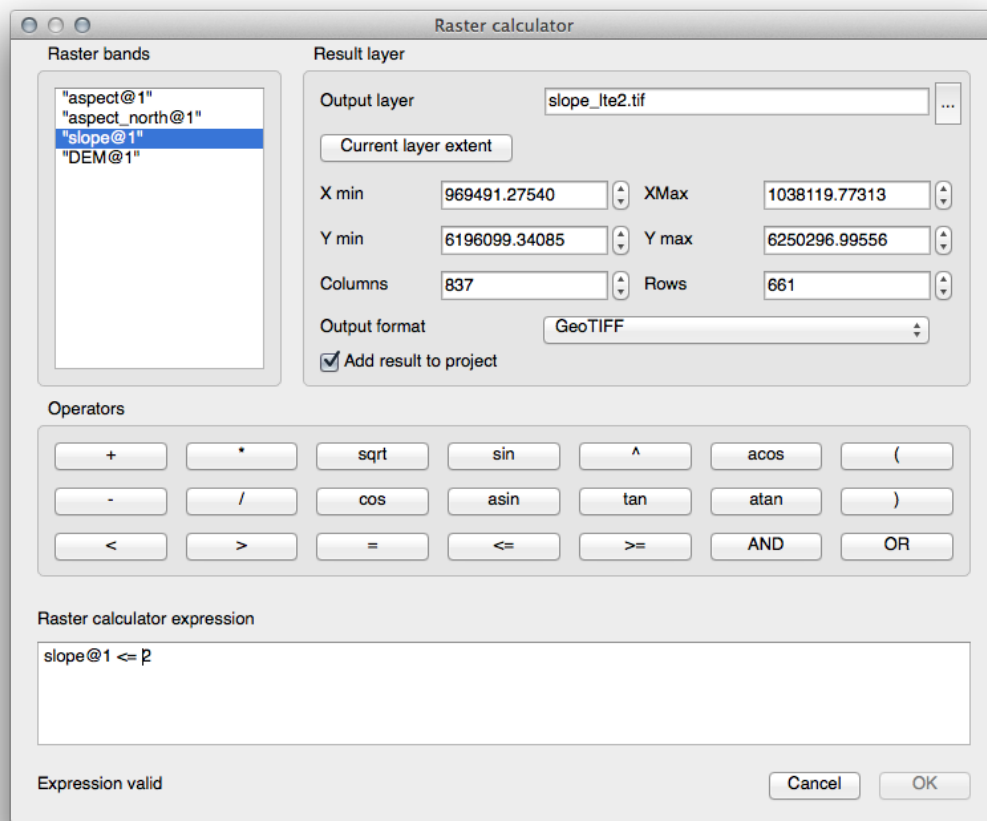 Raster calculator
Raster bands
"aspect@1"
"aspect_north@1"
"slope@1"
"DEM@1"
Result layer
Output layer slope_lte2.tif ...
Current layer extent
X min 969491.27540 XMax 1038119.77313
Y min 6196099.34085 Y max 6250296.99556
Columns 837 Rows 661
Output format GeoTIFF
Add result to project
Operators
+ * sqrt sin ^ acos (
- / cos asin tan atan )
< > = <= >= AND OR
Raster calculator expression
slope@1 <= 2
Expression valid
Cancel OK